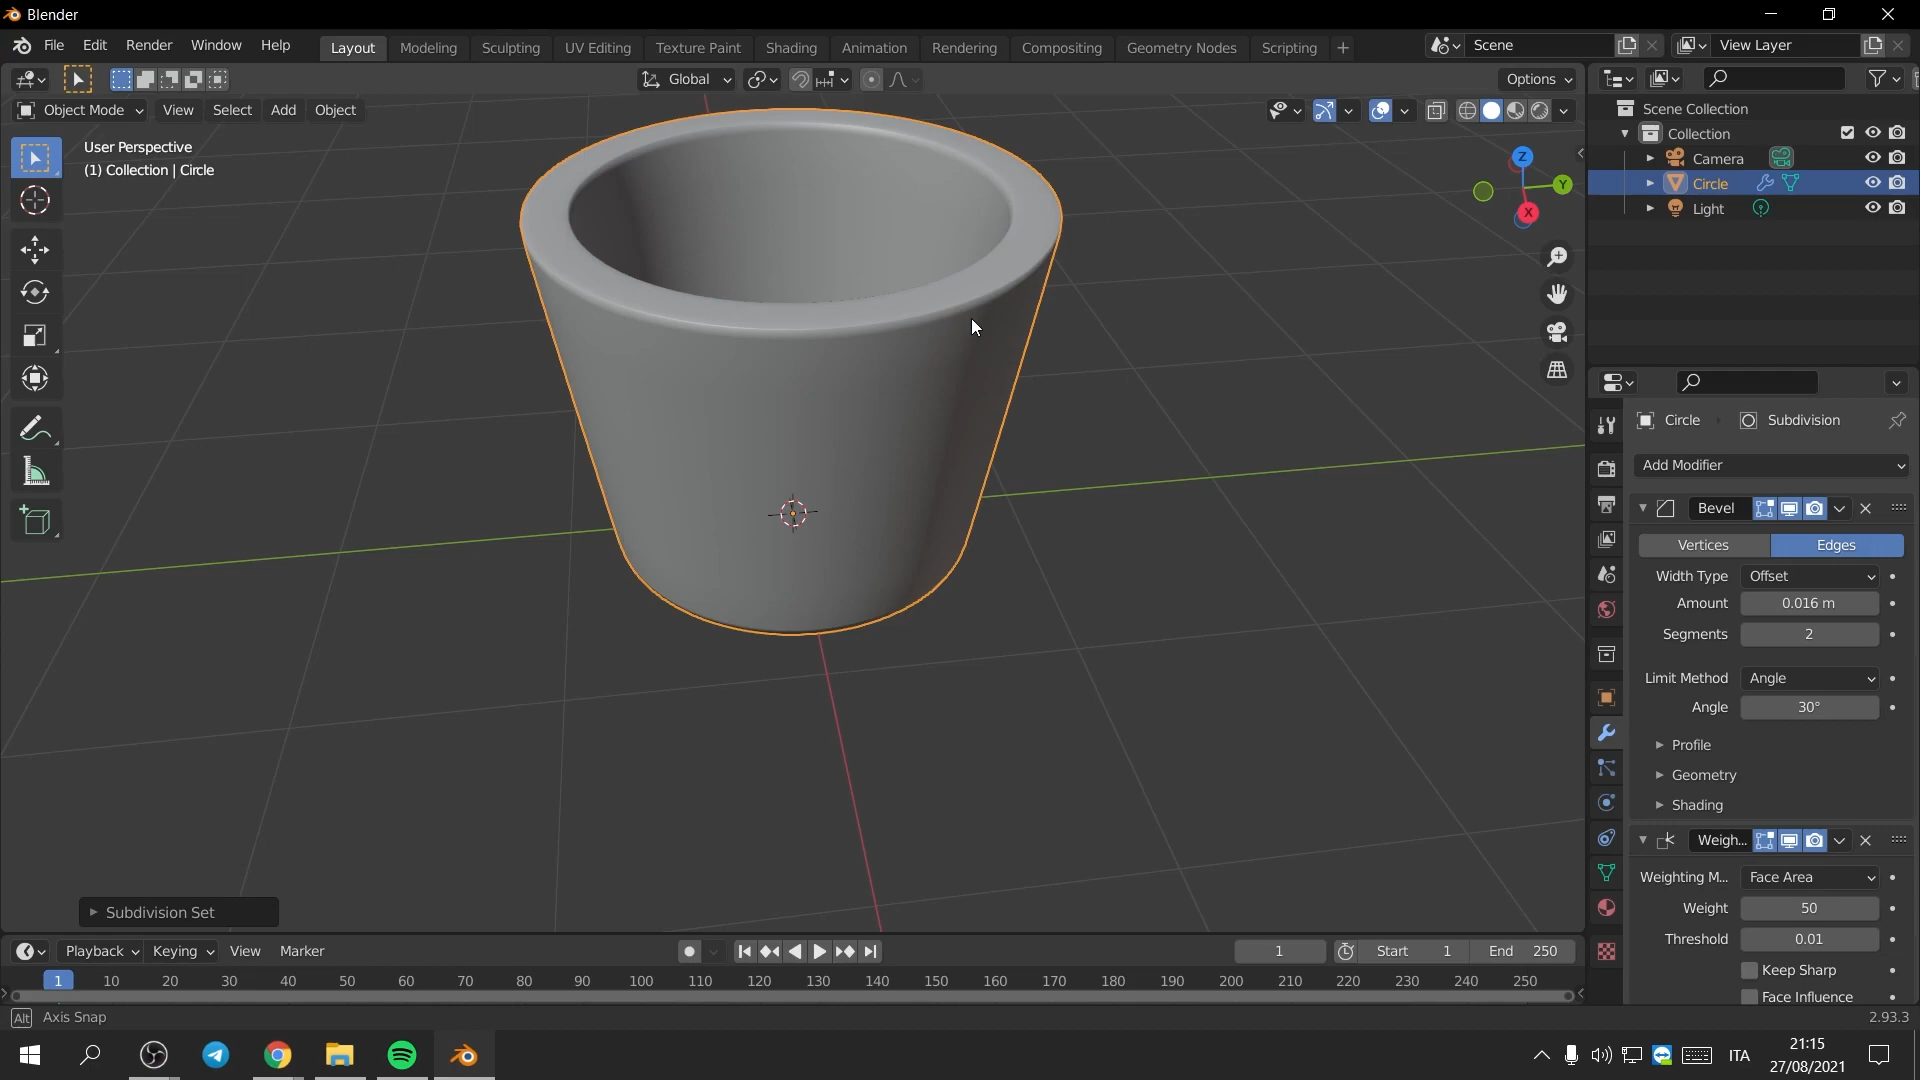 Blender
File Edit Render Window Help
Layout Modeling Sculpting UV Editing Texture Paint Shading Animation Rendering Compositing Geometry Nodes Scripting +
Scene
View Layer
Global
Options
Object Mode View Select Add Object
User Perspective
(1) Collection | Circle
Z
Y
X
Scene Collection
Collection
Camera
Circle
Light
Circle Subdivision
Add Modifier
Bevel
Vertices Edges
Width Type Offset
Amount 0.016 m
Segments 2
Limit Method Angle
Angle 30°
Profile
Geometry
Shading
Weigh...
Weighting M... Face Area
Weight 50
Threshold 0.01
Keep Sharp
Face Influence
Subdivision Set
Playback Keying View Marker
1 Start 1 End 250
1 10 20 30 40 50 60 70 80 90 100 110 120 130 140 150 160 170 180 190 200 210 220 230 240 250
Alt Axis Snap
2.93.3
ITA
21:15
27/08/2021